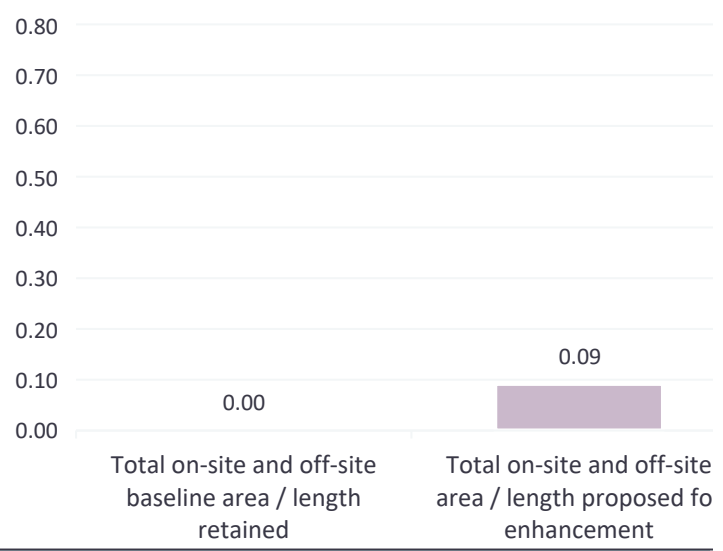 0.80
0.70
0.60
0.50
0.40
0.30
0.20
0.10
0.00
0.00
0.09
Total on-site and off-site
baseline area / length
retained
Total on-site and off-site
area / length proposed fo
enhancement